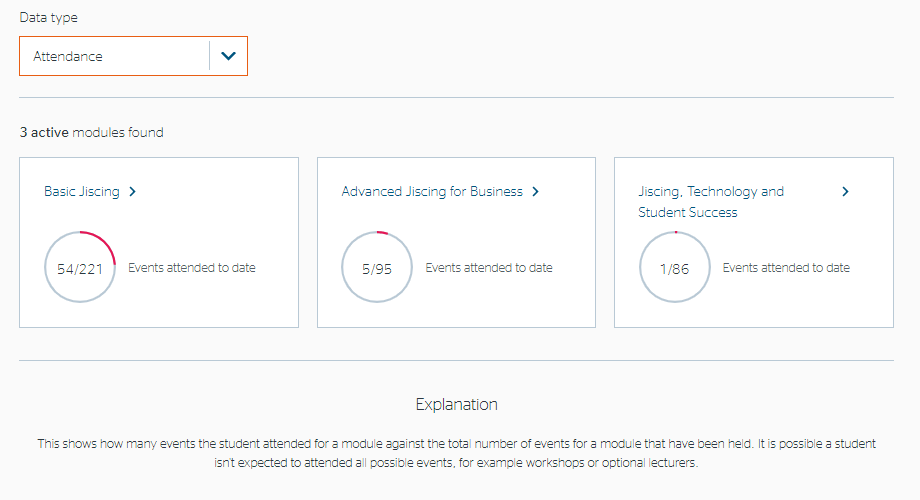 Data type
Attendance
3 active modules found
Basic Jiscing
54/221 Events attended to date
Advanced Jiscing for Business
5/95 Events attended to date
Jiscing, Technology and
Student Success
1/86 Events attended to date
Explanation
This shows how many events the student attended for a module against the total number of events for a module that have been held. It is possible a student
isn't expected to attended all possible events, for example workshops or optional lecturers.